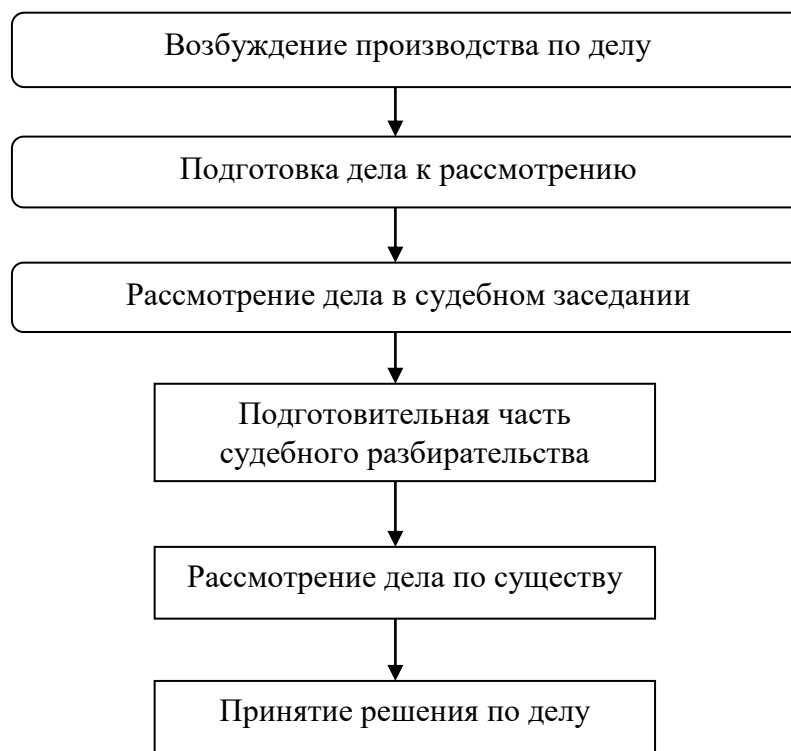 Возбуждение производства по делу
Подготовка дела к рассмотрению
Рассмотрение дела в судебном заседании
Подготовительная часть
судебного разбирательства
Рассмотрение дела по существу
Принятие решения по делу